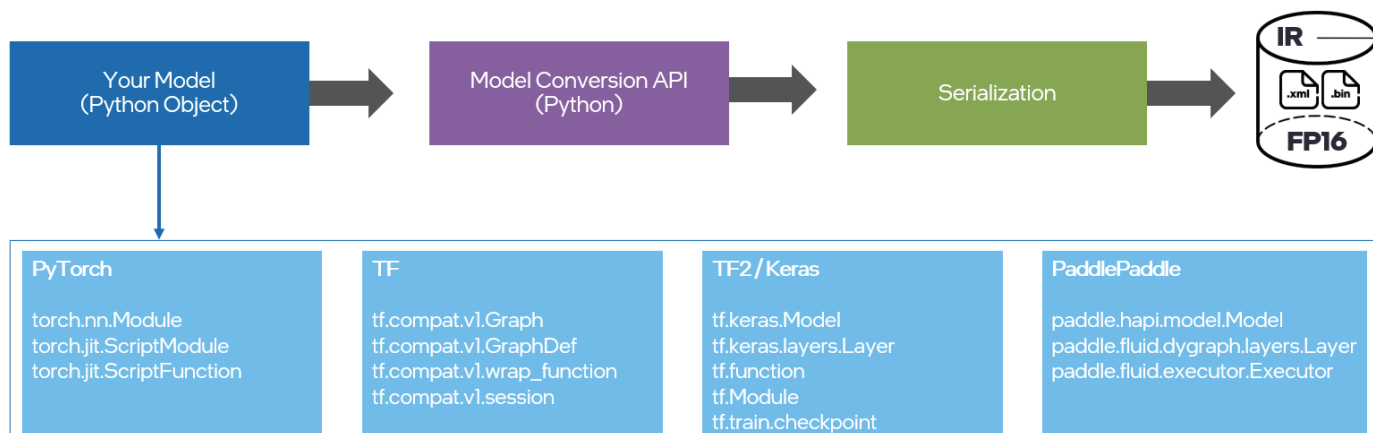 Your Model
(Python Object)
Model Conversion API
(Python)
Serialization
IR
.xml
.bin
FP16
PyTorch
torch.nn.Module
torch.jit.ScriptModule
torch.jit.ScriptFunction
TF
tf.compat.v1.Graph
tf.compat.v1.GraphDef
tf.compat.v1.wrap_function
tf.compat.v1.session
TF2 / Keras
tf.keras.Model
tf.keras.layers.Layer
tf.function
tf.Module
tf.train.checkpoint
PaddlePaddle
paddle.hapi.model.Model
paddle.fluid.dygraph.layers.Layer
paddle.fluid.executor.Executor